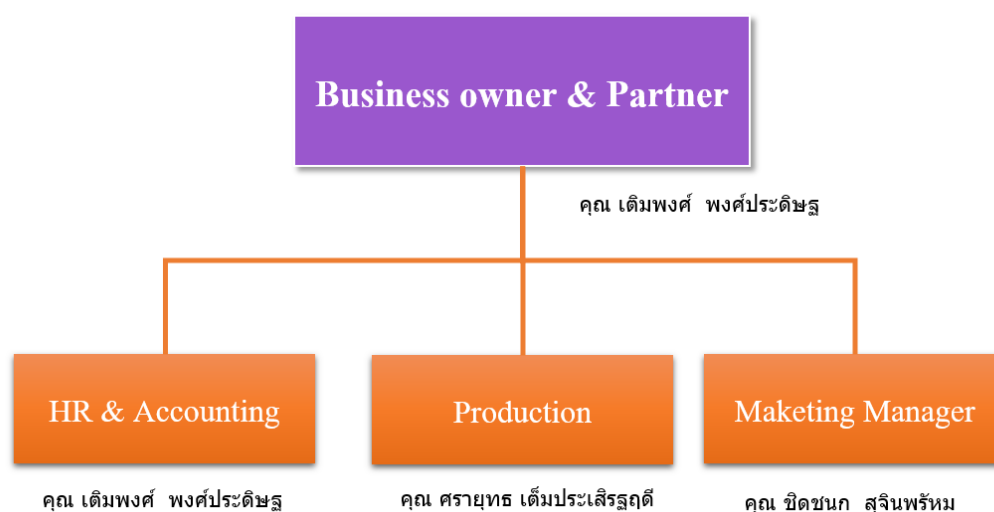 Business owner & Partner
คุณ เติมพงศ์ พงศ์ประดิษฐ
HR & Accounting
Production
Maketing Manager
คุณ เติมพงศ์ พงศ์ประดิษฐ
คุณ ศรายุทธ เต็มประเสิรฐฤดี
คุณ ชิดชนก สุจินพรัหม